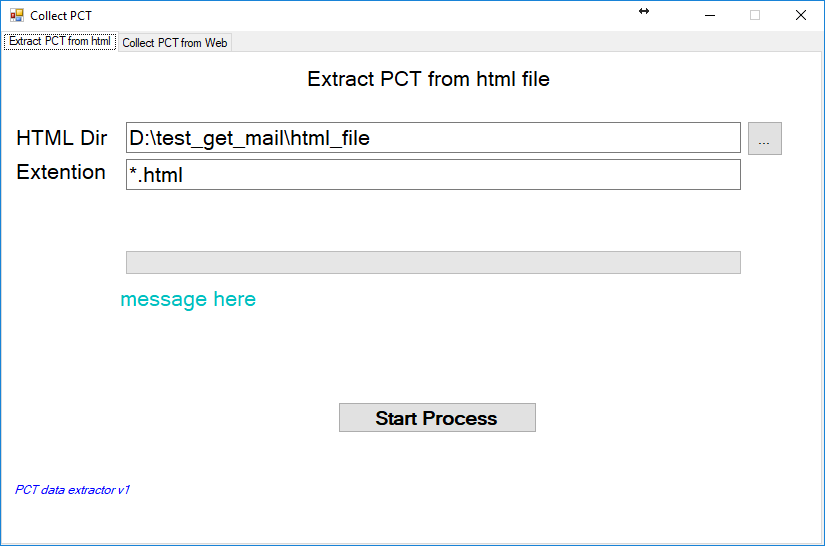 Collect PCT
Extract PCT from html
Collect PCT from Web
Extract PCT from html file
HTML Dir
D:\test_get_mail\html_file
...
Extention
*.html
message here
Start Process
PCT data extractor v1